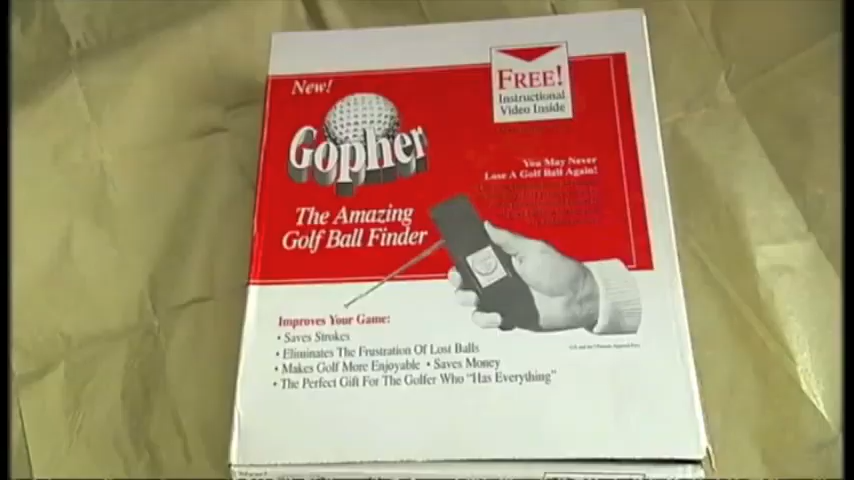 New!
FREE!
Instructional
Video Inside
Gopher
You May Never
Lose A Golf Ball Again!
The Amazing
Golf Ball Finder
Improves Your Game:
• Saves Strokes
• Eliminates The Frustration Of Lost Balls
• Makes Golf More Enjoyable • Saves Money
• The Perfect Gift For The Golfer Who "Has Everything"